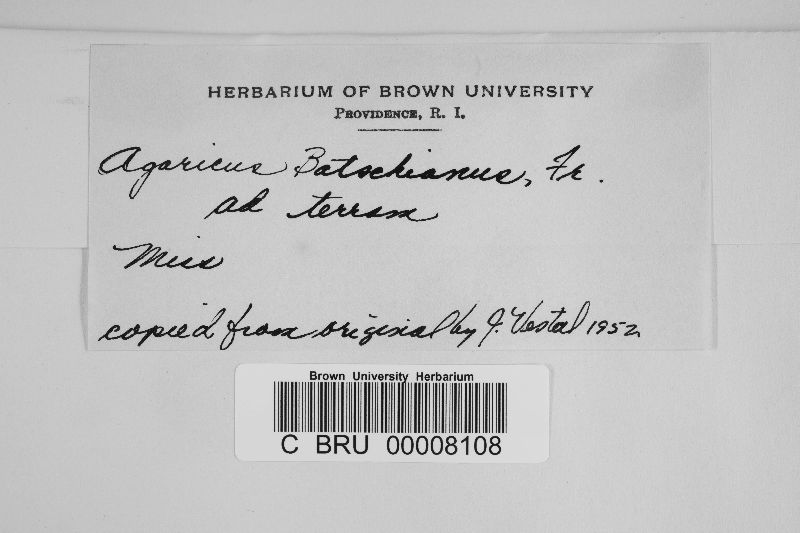 HERBARIUM OF BROWN UNIVERSITY
PROVIDENCE, R. I.
Agaricus Batschianus, Fr.
ad terram
Miss
copied from original by J. Vestal 1952
Brown University Herbarium
C BRU 00008108